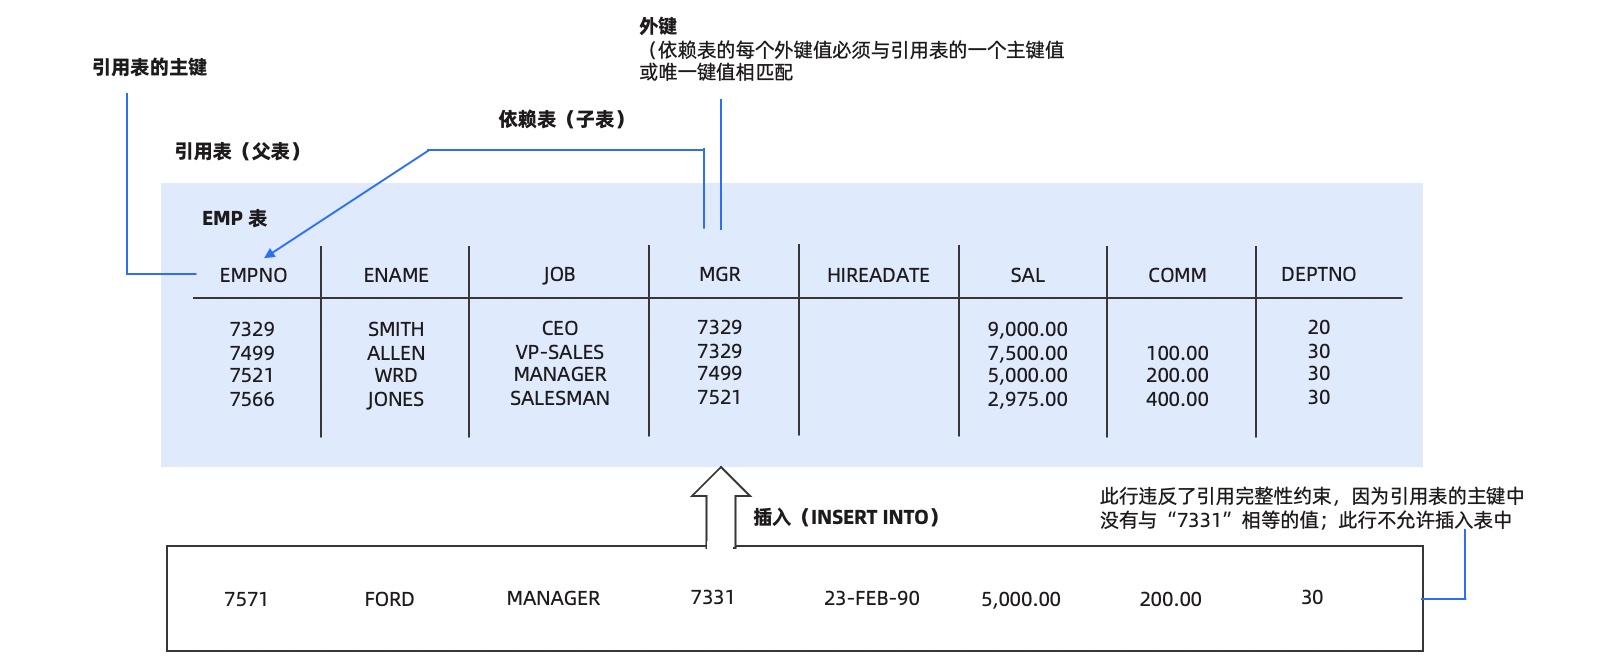 外键
（依赖表的每个外键值必须与引用表的一个主键值
或唯一键值相匹配
引用表的主键
依赖表（子表）
引用表（父表）
EMP 表
EMPNO ENAME JOB MGR HIREADATE SAL COMM DEPTNO
7329 SMITH CEO 7329 9,000.00 20
7499 ALLEN VP-SALES 7329 7,500.00 100.00 30
7521 WRD MANAGER 7499 5,000.00 200.00 30
7566 JONES SALESMAN 7521 2,975.00 400.00 30
此行违反了引用完整性约束，因为引用表的主键中
没有与“7331”相等的值；此行不允许插入表中
插入（INSERT INTO）
7571 FORD MANAGER 7331 23-FEB-90 5,000.00 200.00 30